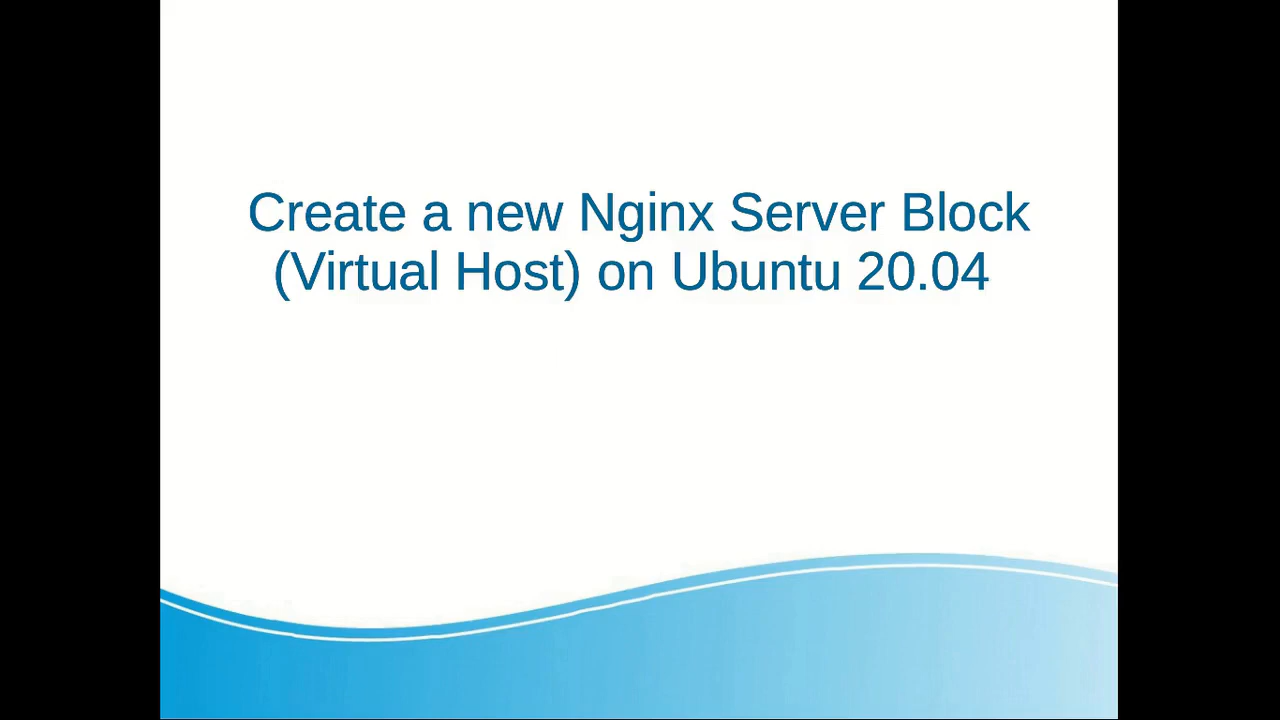 Create a new Nginx Server Block
(Virtual Host) on Ubuntu 20.04